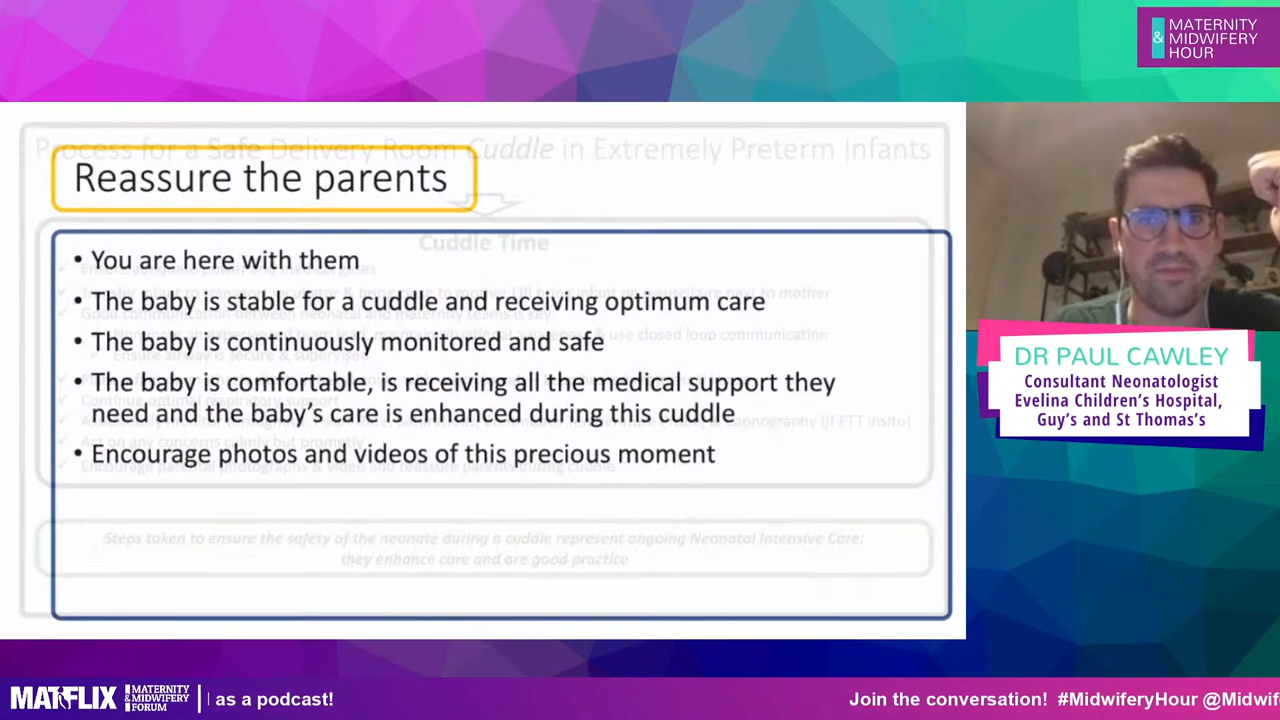 MATERNITY
& MIDWIFERY
HOUR
Process for a Safe Delivery Room Cuddle in Extremely Preterm Infants
Reassure the parents
Cuddle Time
• You are here with them
• The baby is stable for a cuddle and receiving optimum care
• The baby is continuously monitored and safe
• The baby is comfortable, is receiving all the medical support they
need and the baby's care is enhanced during this cuddle
• Encourage photos and videos of this precious moment
Steps taken to ensure the safety of the neonate during a cuddle represent ongoing Neonatal Intensive Care:
they enhance care and are good practice
DR PAUL CAWLEY
Consultant Neonatologist
Evelina Children's Hospital,
Guy's and St Thomas's
MATFLIX
MATERNITY
& MIDWIFERY
FORUM
as a podcast!
Join the conversation! #MidwiferyHour @Midwif